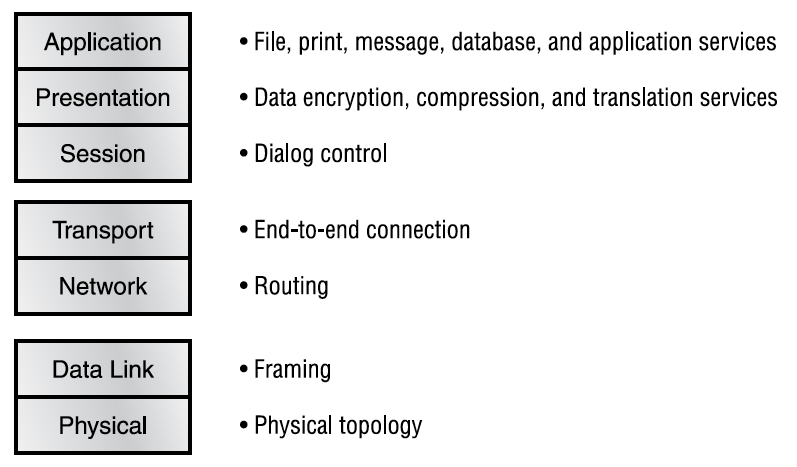 Application • File, print, message, database, and application services
Presentation • Data encryption, compression, and translation services
Session • Dialog control
Transport • End-to-end connection
Network • Routing
Data Link • Framing
Physical • Physical topology